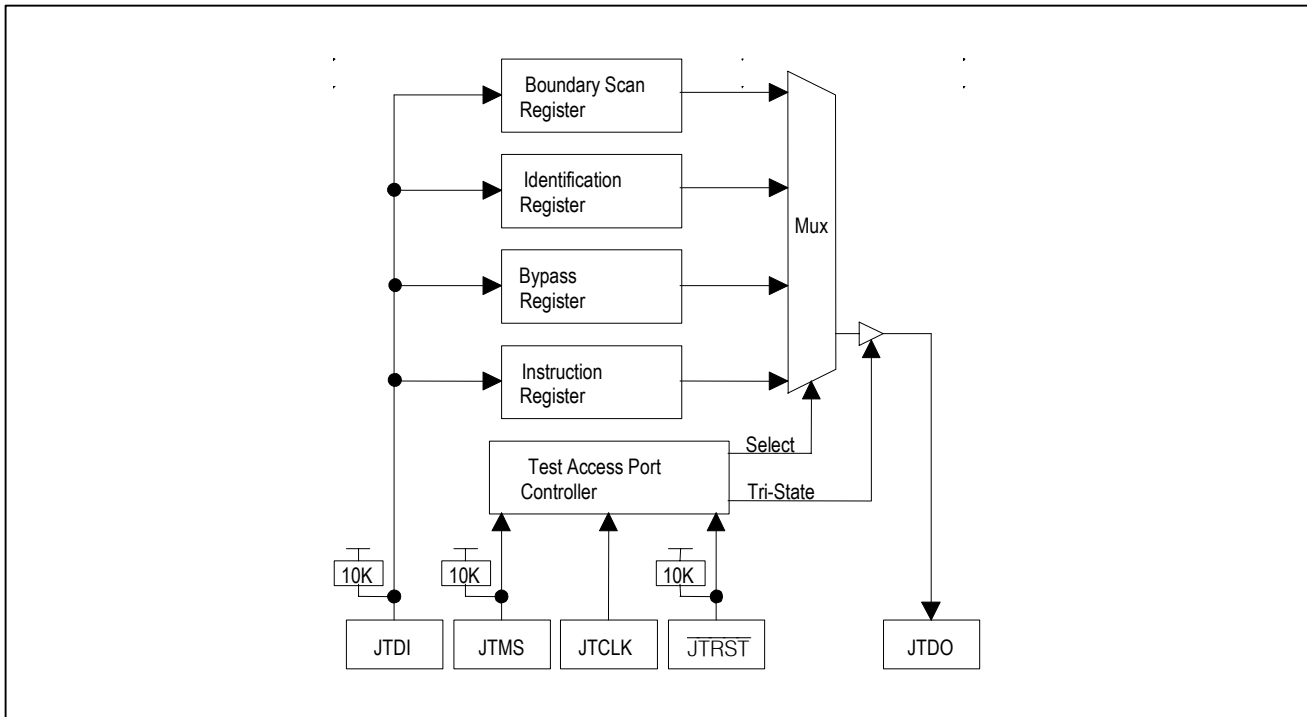 Boundary Scan
Register
Identification
Register
Mux
Bypass
Register
Instruction
Register
Select
Test Access Port
Controller
Tri-State
10K
10K
10K
JTDI
JTMS
JTCLK
JTRST
JTDO